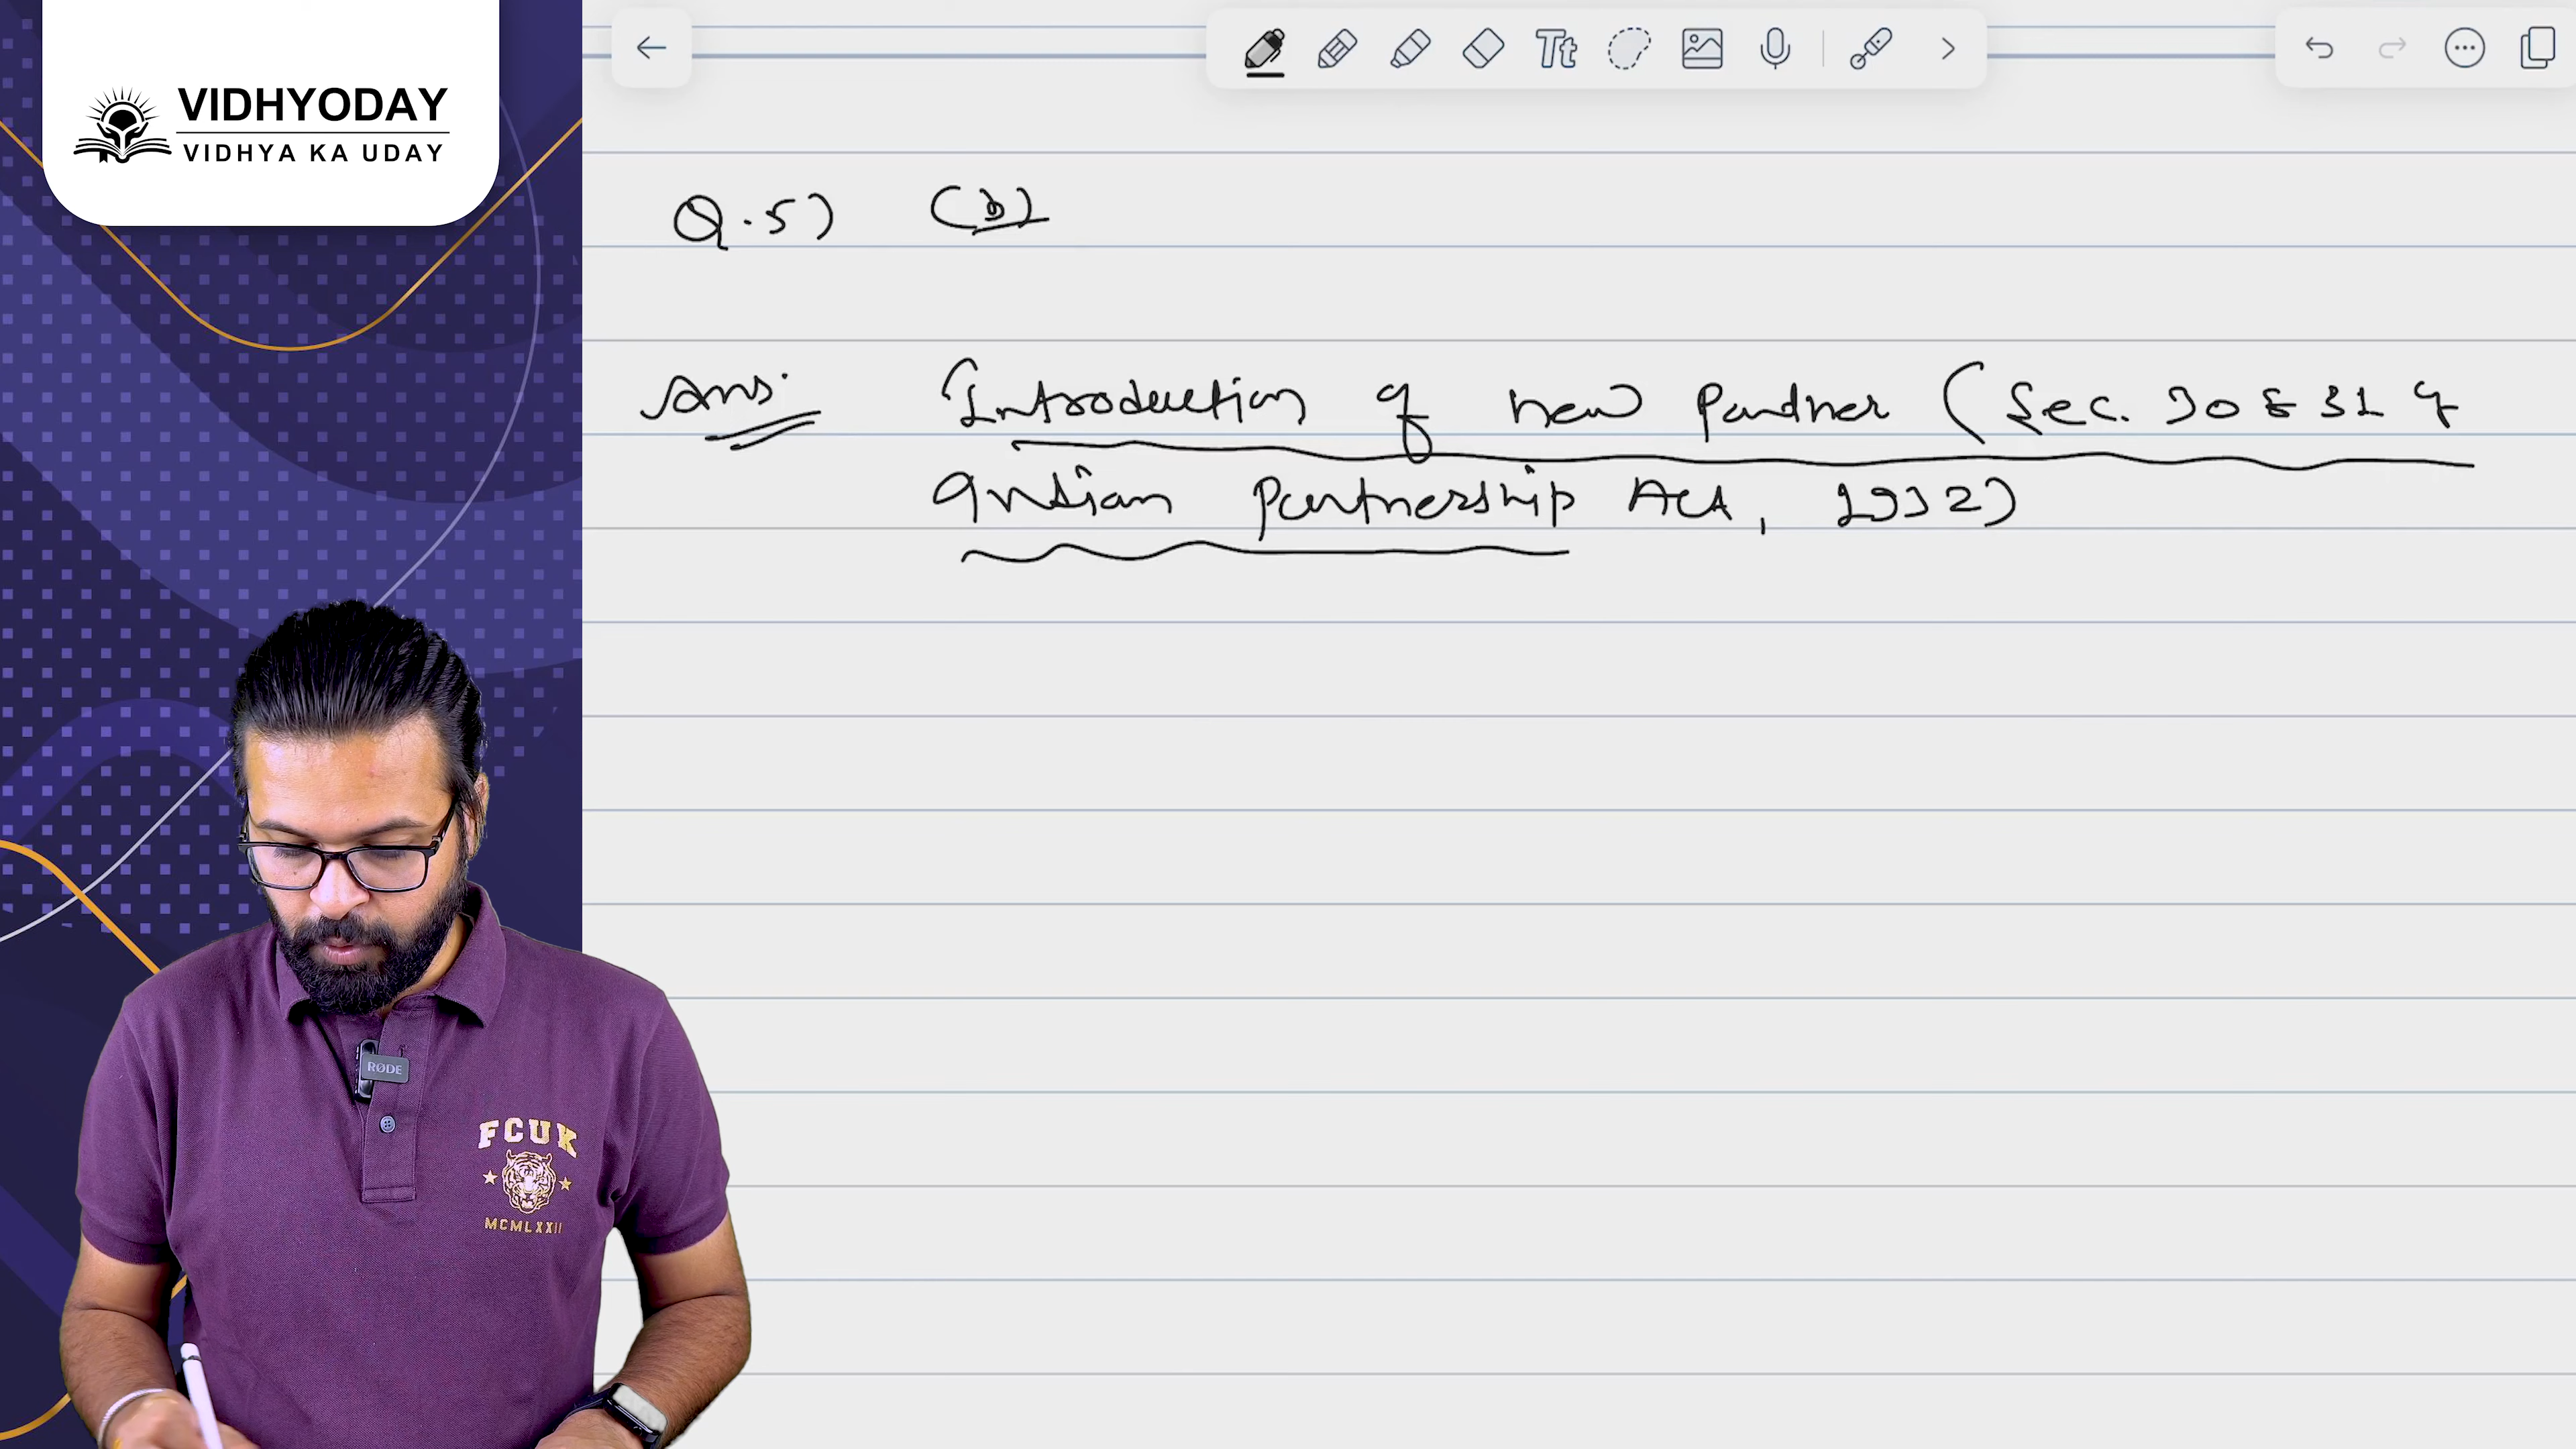 VIDHYODAY
VIDHYA KA UDAY
Tt
Q.5) (b)
Ans. Introduction of new Partner (Sec. 30 & 31 of
Indian Partnership Act, 1932)
RØDE
FCUK
MCMLXXII